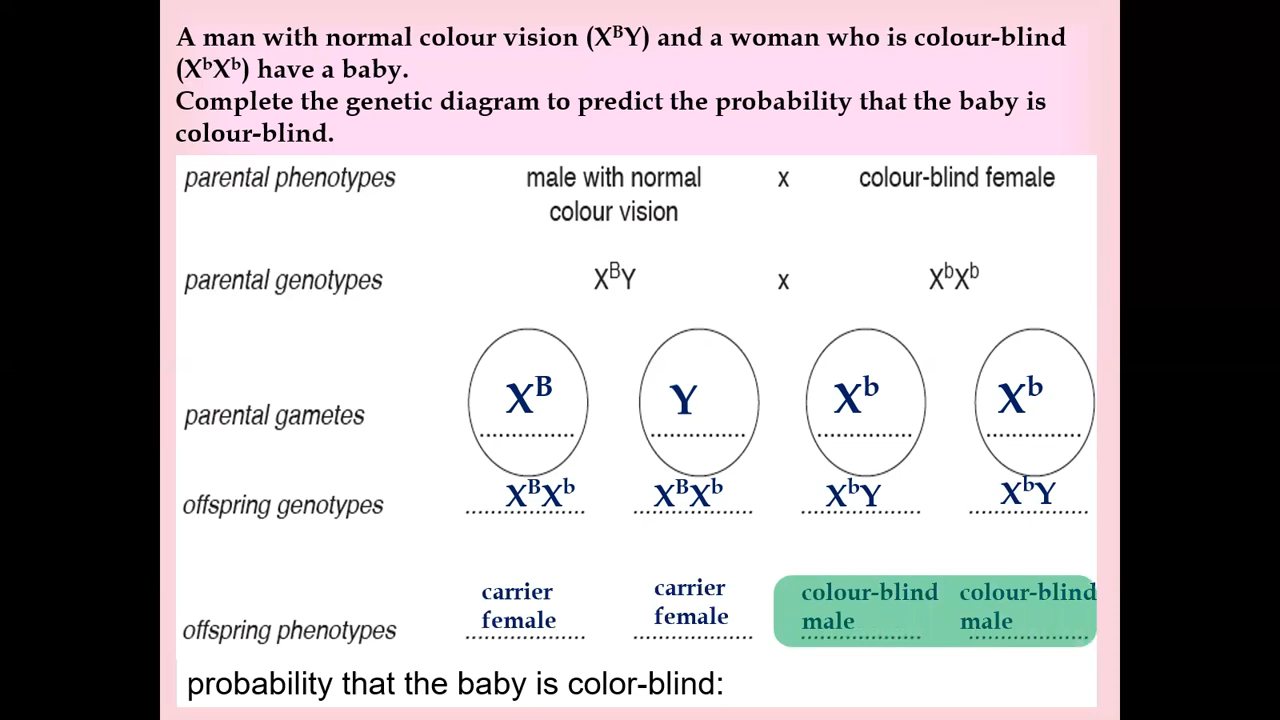 A man with normal colour vision (XᴮY) and a woman who is colour-blind
(XᵇXᵇ) have a baby.
Complete the genetic diagram to predict the probability that the baby is
colour-blind.
parental phenotypes male with normal x colour-blind female
colour vision
parental genotypes XᴮY x XᵇXᵇ
parental gametes Xᴮ Y Xᵇ Xᵇ
offspring genotypes XᴮXᵇ XᴮXᵇ XᵇY XᵇY
carrier carrier colour-blind colour-blind
female female male male
offspring phenotypes
probability that the baby is color-blind: